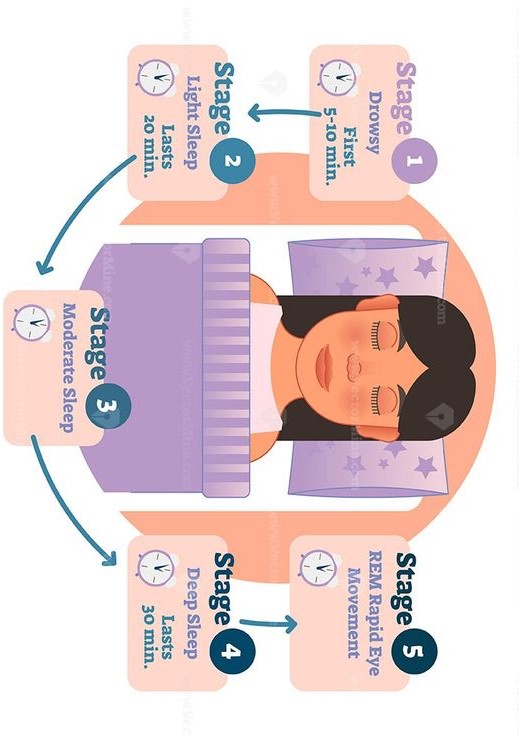 Stage 1
Drowsy
First
5-10 min.
Stage 2
Light Sleep
Lasts
20 min.
Stage 3
Moderate Sleep
Stage 4
Deep Sleep
Lasts
30 min.
Stage 5
REM Rapid Eye
Movement
www.VectorMine.com